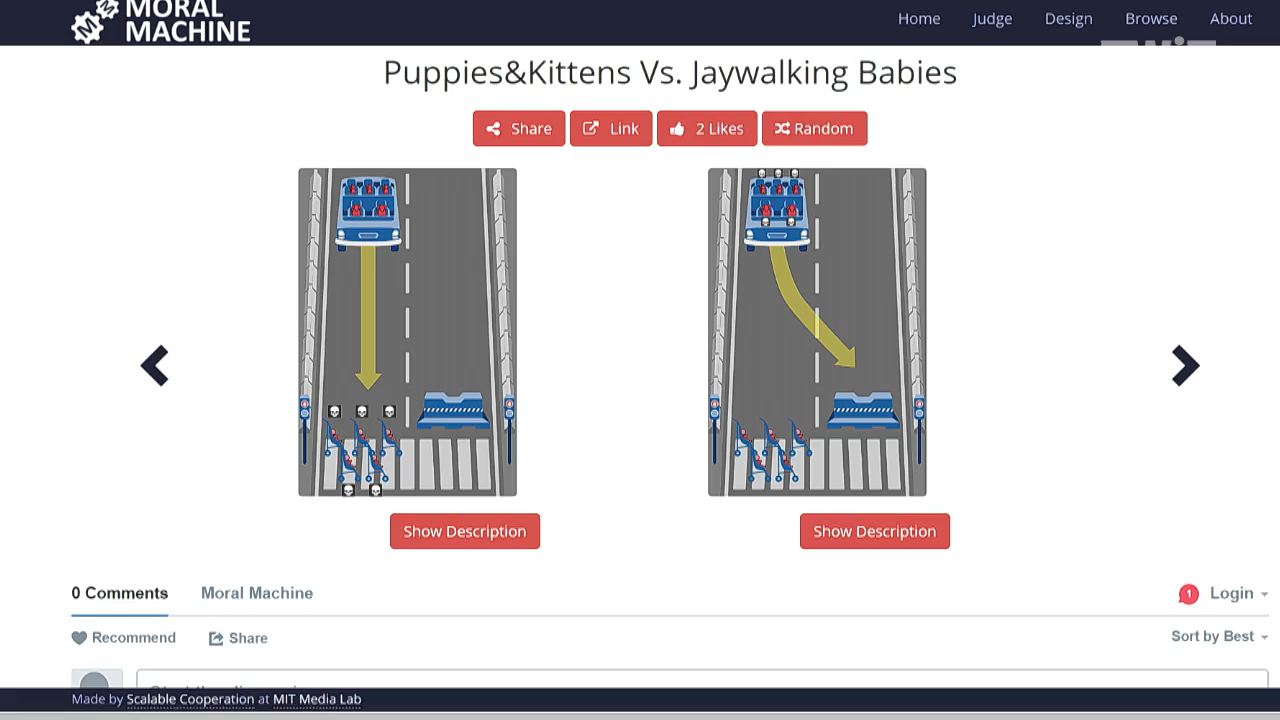 MORAL
MACHINE
Home Judge Design Browse About
Puppies&Kittens Vs. Jaywalking Babies
Share Link 2 Likes Random
Show Description Show Description
0 Comments Moral Machine 1 Login
Recommend Share Sort by Best
Made by Scalable Cooperation at MIT Media Lab